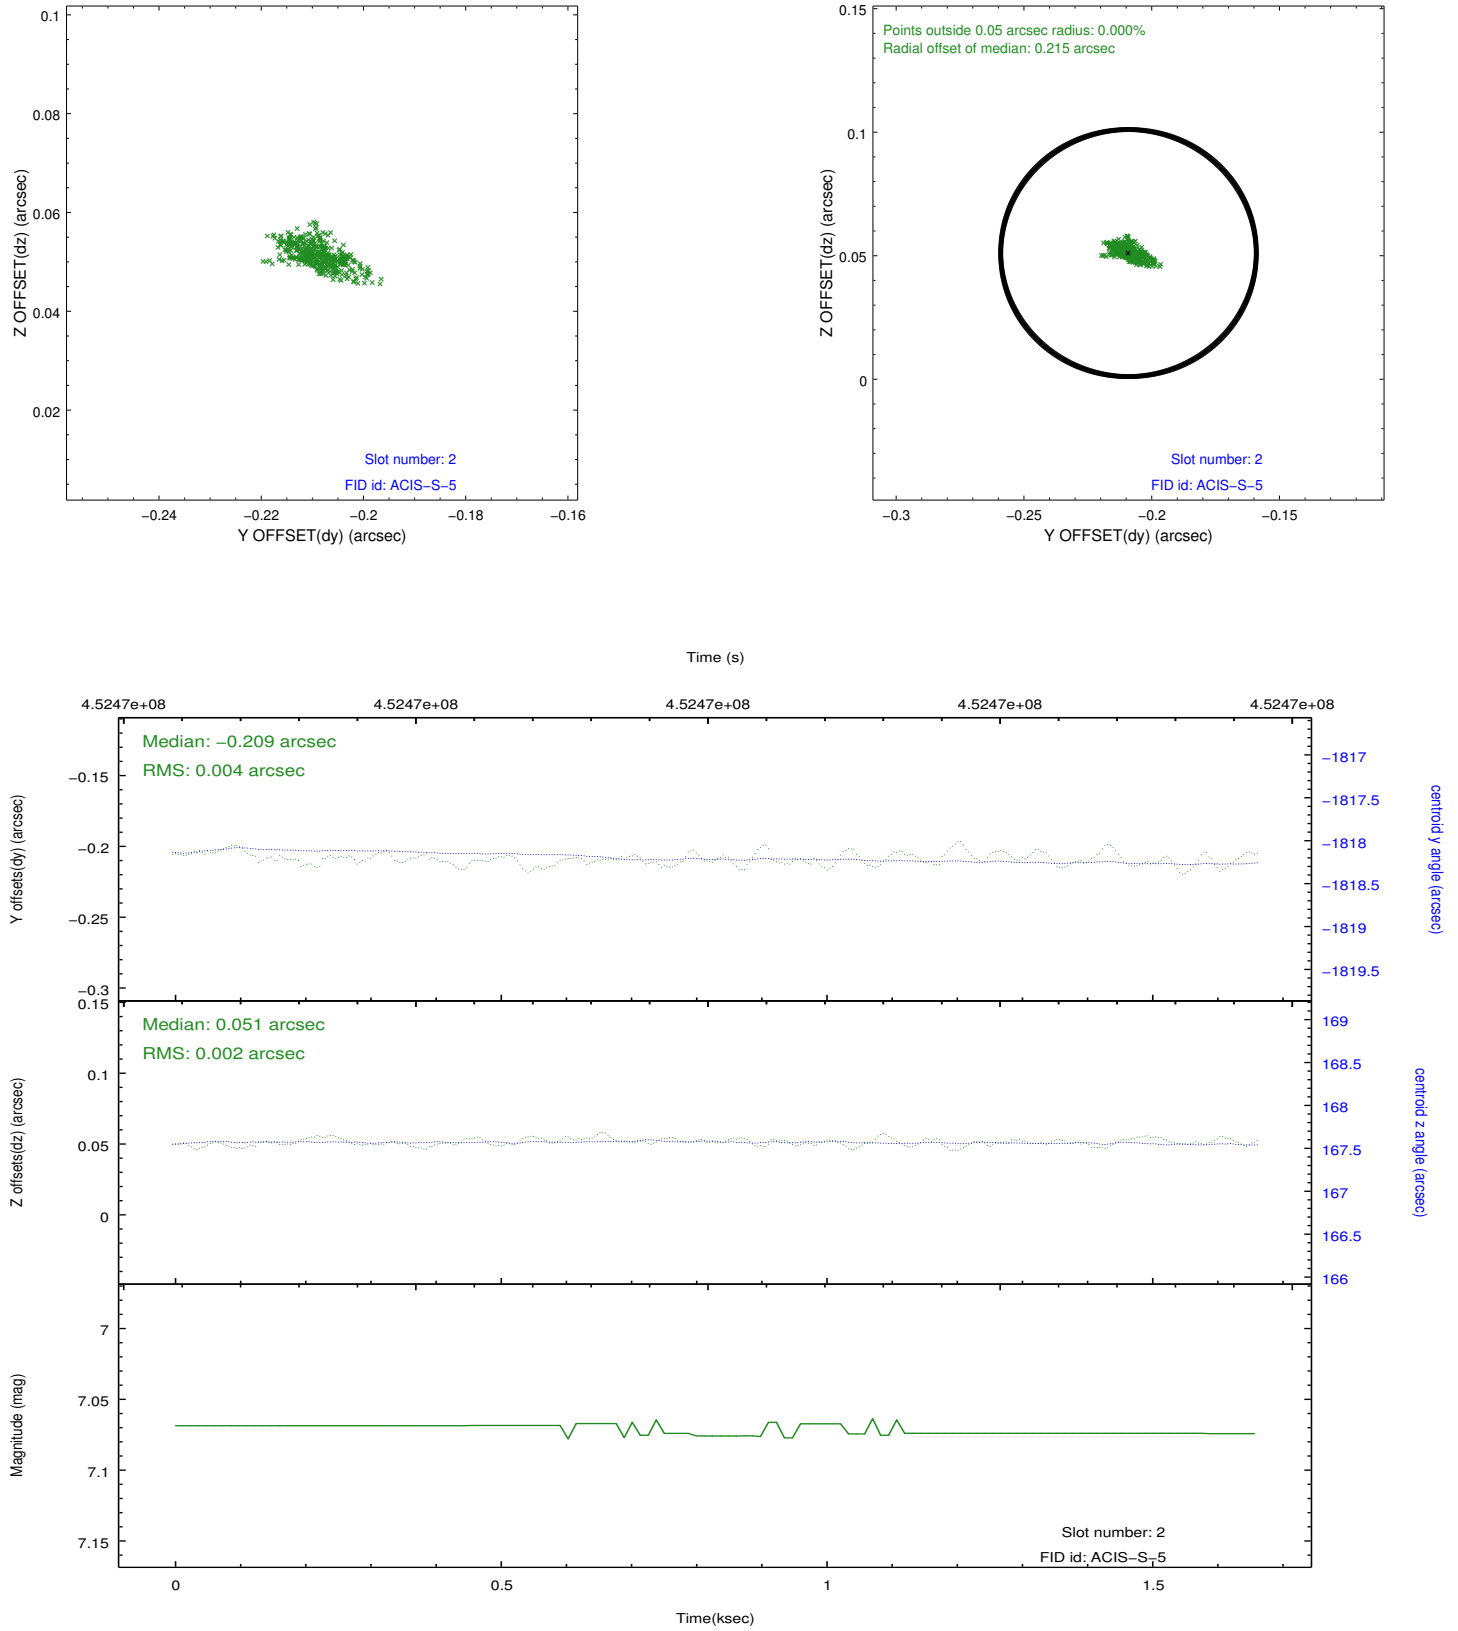 0.1
0.08
0.06
0.04
0.02
Z OFFSET(dz) (arcsec)
Slot number: 2
FID id: ACIS−S−5
−0.24 −0.22 −0.2 −0.18 −0.16
Y OFFSET(dy) (arcsec)
0.15
0.1
0.05
0
Z OFFSET(dz) (arcsec)
Points outside 0.05 arcsec radius: 0.000%
Radial offset of median: 0.215 arcsec
Slot number: 2
FID id: ACIS−S−5
−0.3 −0.25 −0.2 −0.15
Y OFFSET(dy) (arcsec)
Time (s)
4.5247e+08 4.5247e+08 4.5247e+08 4.5247e+08 4.5247e+08
Median: −0.209 arcsec
RMS: 0.004 arcsec
−0.15
−0.2
−0.25
−0.3
Y offsets(dy) (arcsec)
−1817
−1817.5
−1818
−1818.5
−1819
−1819.5
centroid y angle (arcsec)
Median: 0.051 arcsec
RMS: 0.002 arcsec
0.15
0.1
0.05
0
Z offsets(dz) (arcsec)
169
168.5
168
167.5
167
166.5
166
centroid z angle (arcsec)
7
7.05
7.1
7.15
Magnitude (mag)
Slot number: 2
FID id: ACIS−S−5
0 0.5 1 1.5
Time(ksec)